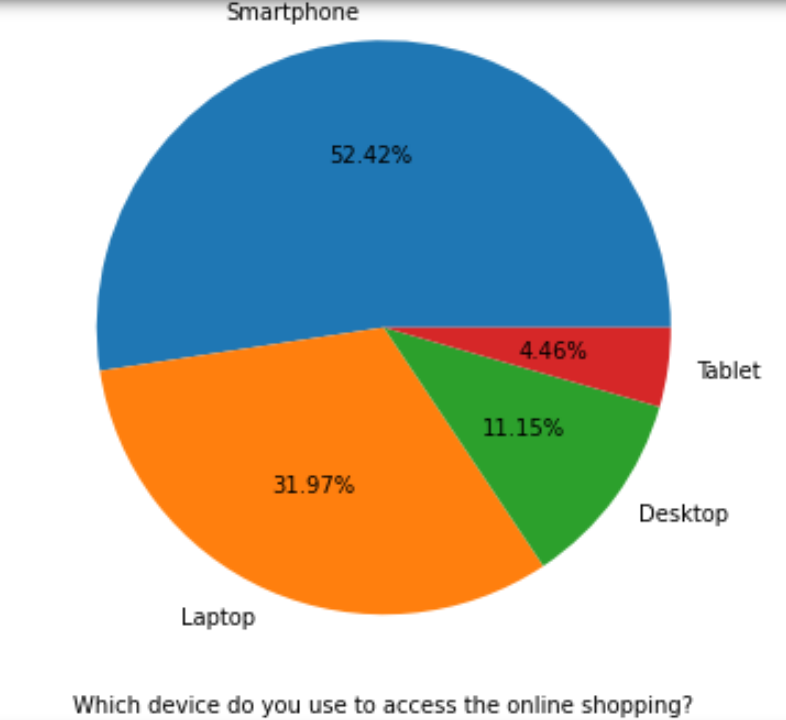 Smartphone
52.42%
4.46%
Tablet
11.15%
31.97%
Desktop
Laptop
Which device do you use to access the online shopping?